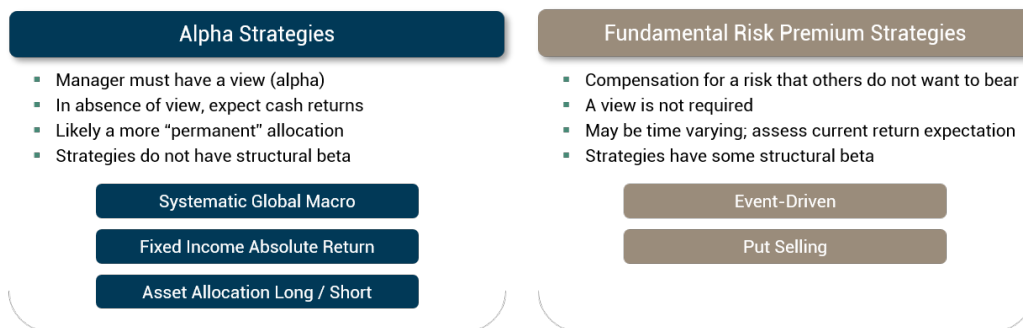 Alpha Strategies
Manager must have a view (alpha)
In absence of view, expect cash returns
Likely a more “permanent” allocation
Strategies do not have structural beta
Systematic Global Macro
Fixed Income Absolute Return
Asset Allocation Long / Short
Fundamental Risk Premium Strategies
Compensation for a risk that others do not want to bear
A view is not required
May be time varying; assess current return expectation
Strategies have some structural beta
Event-Driven
Put Selling